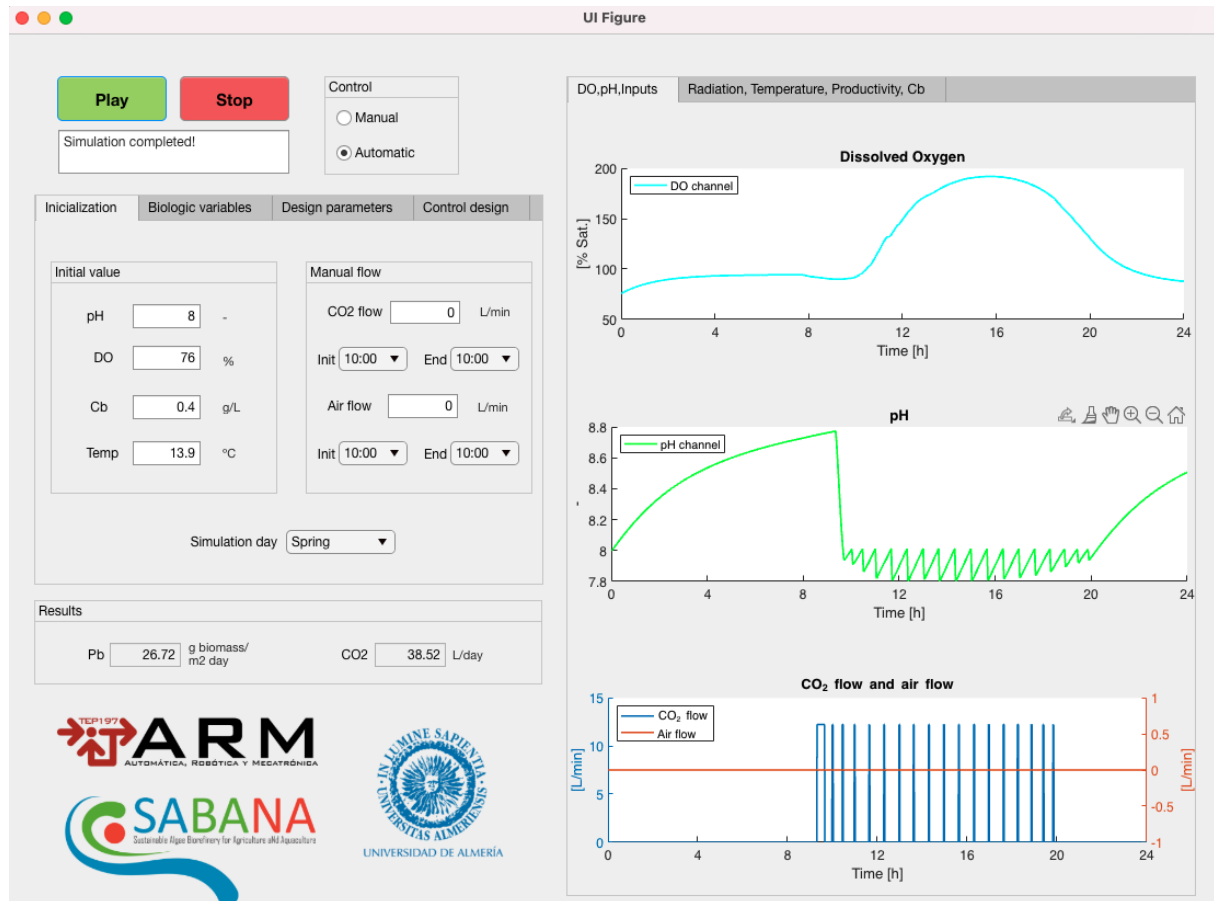 UI Figure
Play
Stop
Simulation completed!
Control
Manual
Automatic
Inicialization
Biologic variables
Design parameters
Control design
Initial value
pH
8
-
DO
76
%
Cb
0.4
g/L
Temp
13.9
°C
Manual flow
CO2 flow
0
L/min
Init
10:00
End
10:00
Air flow
0
L/min
Init
10:00
End
10:00
Simulation day
Spring
Results
Pb
26.72
g biomass/
m2 day
CO2
38.52
L/day
TEP197
ARM
AUTOMÁTICA, ROBÓTICA Y MECATRÓNICA
SABANA
Sustainable Algae Biorefinery for Agriculture aNd Aquaculture
IN LUMINE SAPIENTIA
UNIVERSITAS ALMERIENSIS
UNIVERSIDAD DE ALMERÍA
DO,pH,Inputs
Radiation, Temperature, Productivity, Cb
Dissolved Oxygen
DO channel
[% Sat.]
200
150
100
50
0
4
8
12
16
20
24
Time [h]
pH
pH channel
-
8.8
8.6
8.4
8.2
8
7.8
0
4
8
12
16
20
24
Time [h]
CO₂ flow and air flow
CO₂ flow
Air flow
[L/min]
15
10
5
0
1
0.5
0
-0.5
-1
[L/min]
0
4
8
12
16
20
24
Time [h]